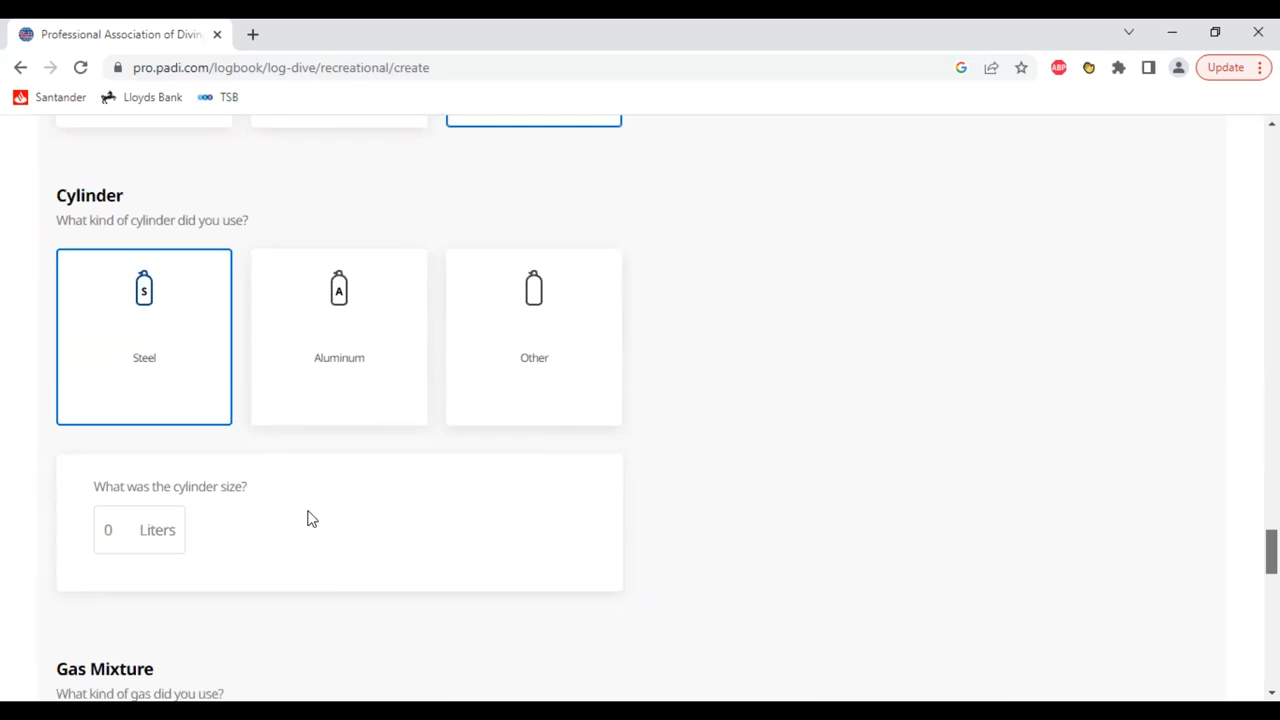 Professional Association of Divin
pro.padi.com/logbook/log-dive/recreational/create
ABP
Update
Santander
Lloyds Bank
TSB
Cylinder
What kind of cylinder did you use?
S
A
Steel
Aluminum
Other
What was the cylinder size?
0 Liters
Gas Mixture
What kind of gas did you use?